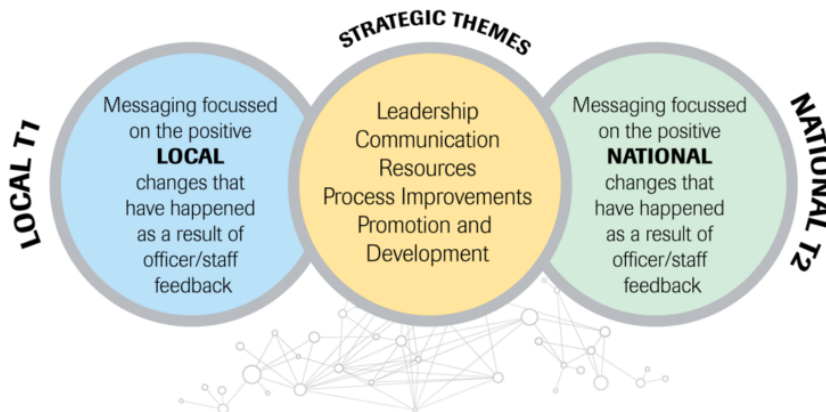 STRATEGIC THEMES
LOCAL T1
Messaging focussed
on the positive
LOCAL
changes that
have happened
as a result of
officer/staff
feedback
Leadership
Communication
Resources
Process Improvements
Promotion and
Development
Messaging focussed
on the positive
NATIONAL
changes that
have happened
as a result of
officer/staff
feedback
NATIONAL T2